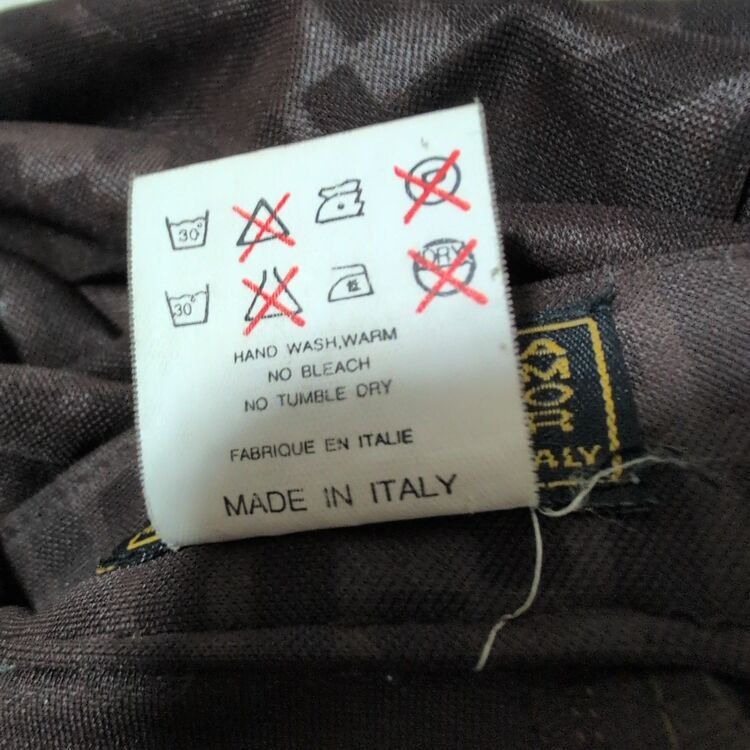 30°
P
30°
DRY
HAND WASH,WARM
NO BLEACH
NO TUMBLE DRY
FABRIQUE EN ITALIE
MADE IN ITALY